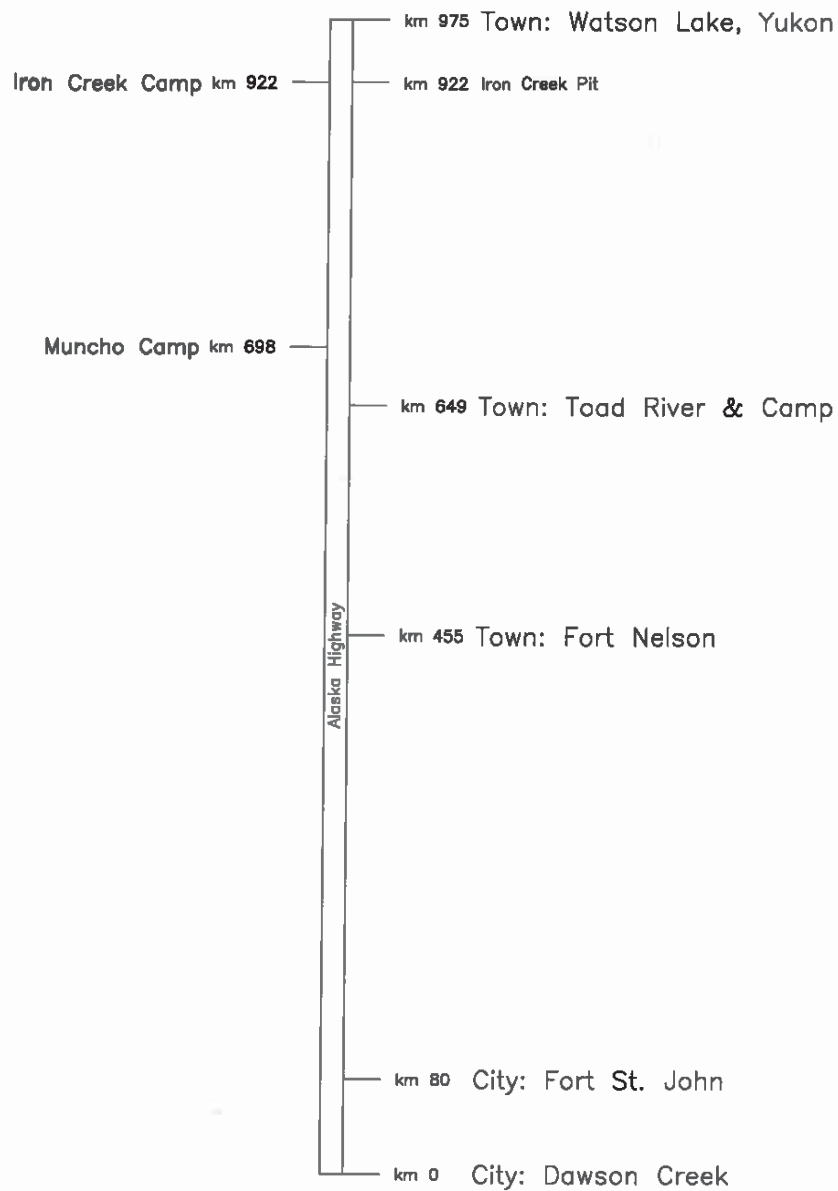 km 975 Town: Watson Lake, Yukon
Iron Creek Camp km 922
km 922 Iron Creek Pit
Muncho Camp km 698
km 649 Town: Toad River & Camp
km 455 Town: Fort Nelson
Alaska Highway
km 80 City: Fort St. John
km 0 City: Dawson Creek